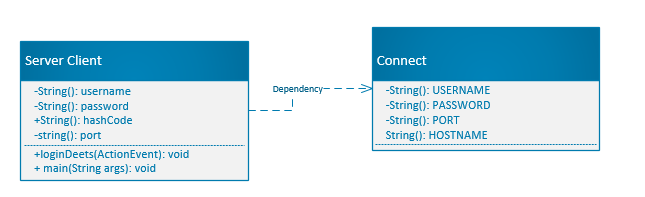 Server Client
-String(): username
-String(): password
+String(): hashCode
-string(): port
+loginDeets(ActionEvent): void
+ main(String args): void
Dependency
Connect
-String(): USERNAME
-String(): PASSWORD
-String(): PORT
String(): HOSTNAME